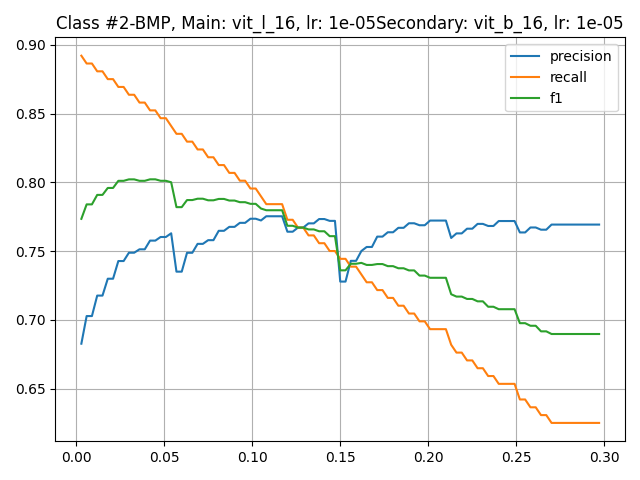 Class #2-BMP, Main: vit_l_16, lr: 1e-05Secondary: vit_b_16, lr: 1e-05
precision
recall
f1
0.90
0.85
0.80
0.75
0.70
0.65
0.00 0.05 0.10 0.15 0.20 0.25 0.30